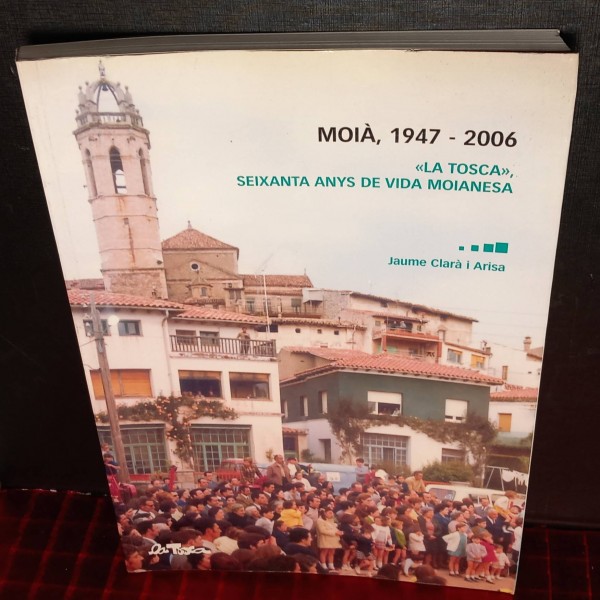 MOIÀ, 1947 - 2006
«LA TOSCA»,
SEIXANTA ANYS DE VIDA MOIANESA
Jaume Clarà i Arisa
La Tosca